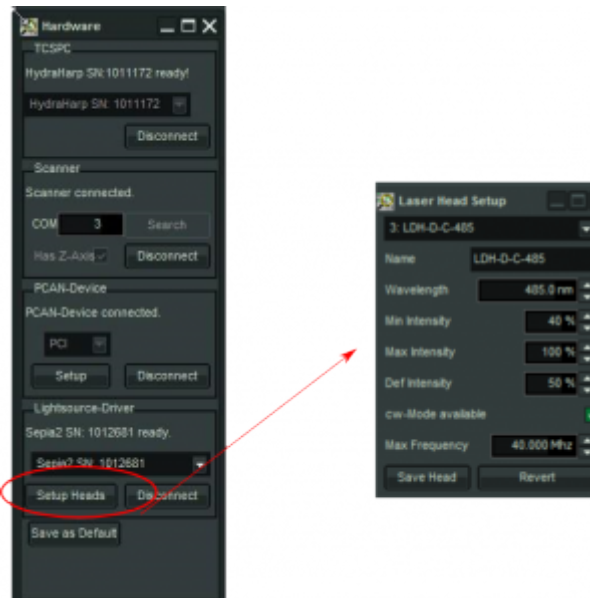 Hardware
TCSPC
HydraHarp SN:1011172 ready!
HydraHarp SN: 1011172
Disconnect
Scanner
Scanner connected.
COM 3 Search
Has Z-Axis Disconnect
PCAN-Device
PCAN-Device connected.
PCI
Setup Disconnect
Lightsource-Driver
Sepia2 SN: 1012681 ready.
Sepia2 SN: 1012681
Setup Heads Disconnect
Save as Default
Laser Head Setup
3: LDH-D-C-485
Name LDH-D-C-485
Wavelength 485.0 nm
Min Intensity 40 %
Max Intensity 100 %
Def Intensity 50 %
cw-Mode available
Max Frequency 40.000 Mhz
Save Head Revert